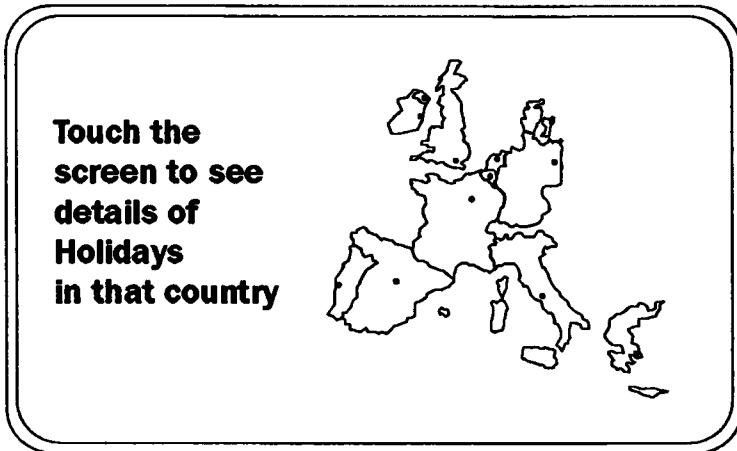 Touch the
screen to see
details of
Holidays
in that country